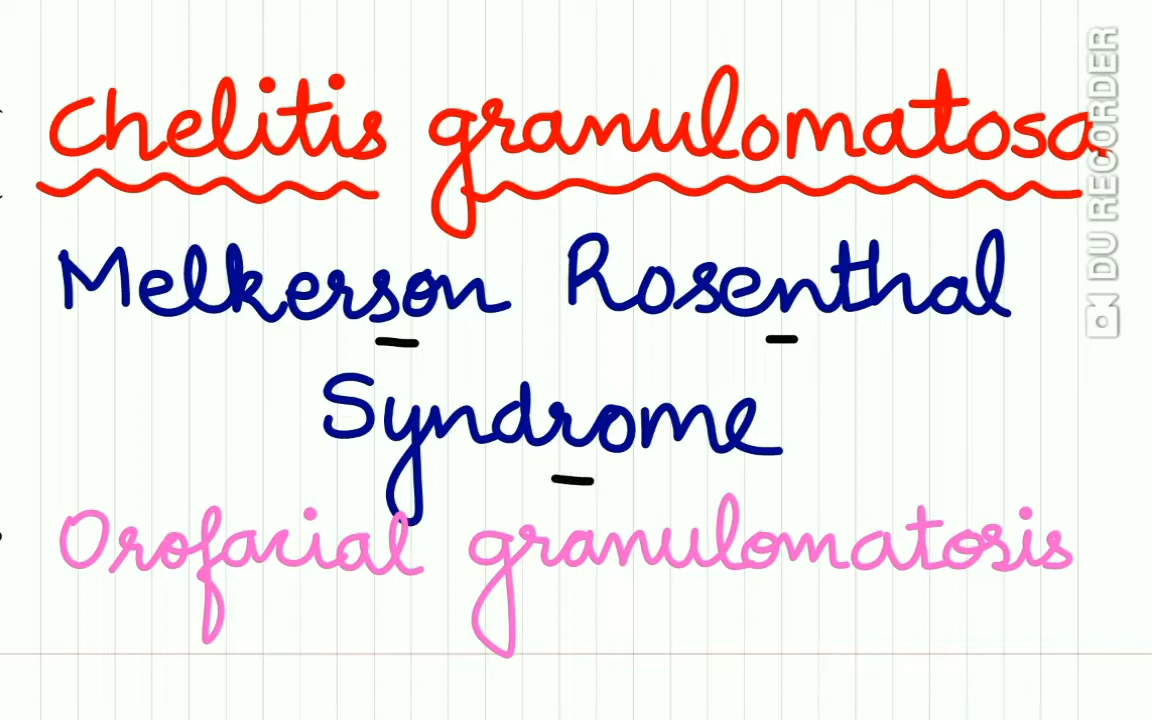 Chelitis granulomatosa
Melkerson Rosenthal
Syndrome
Orofacial granulomatosis
DU RECORDER